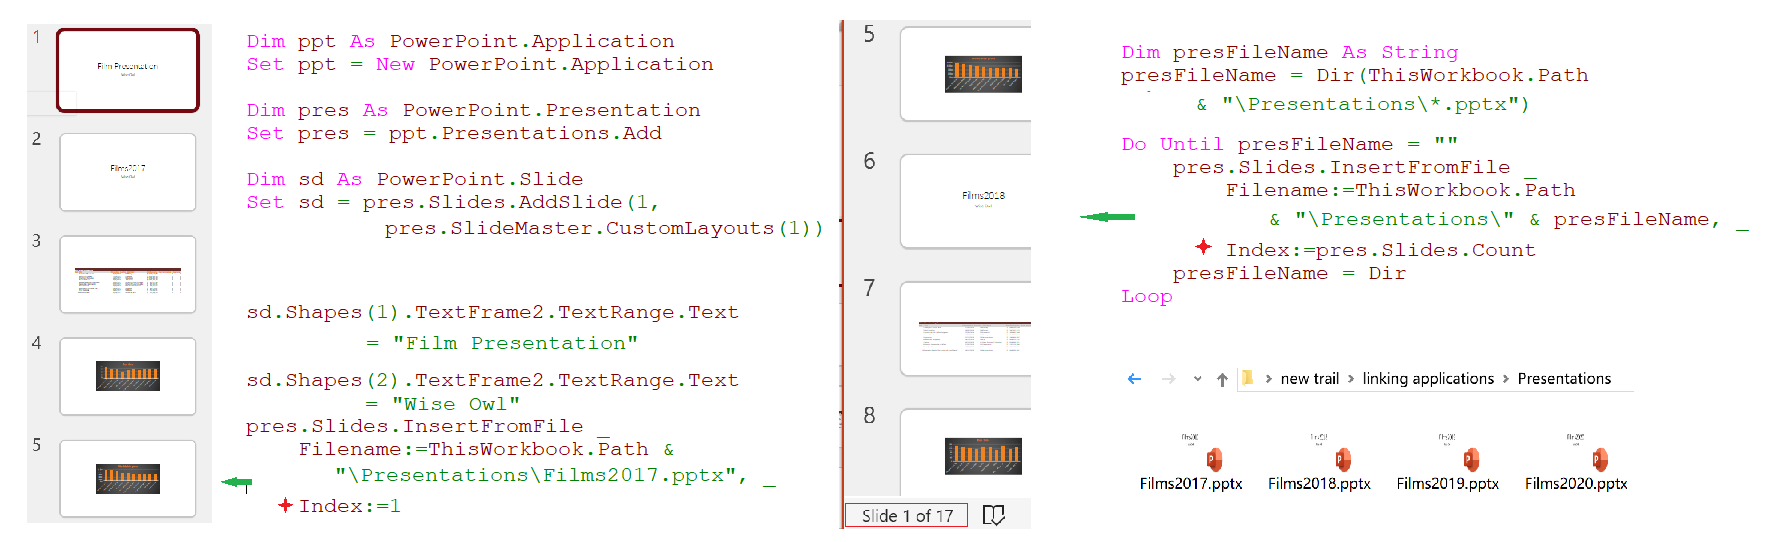 1
Film Presentation
2
Films2017
3
4
5
Dim ppt As PowerPoint.Application
Set ppt = New PowerPoint.Application
Dim pres As PowerPoint.Presentation
Set pres = ppt.Presentations.Add
Dim sd As PowerPoint.Slide
Set sd = pres.Slides.AddSlide(1,
pres.SlideMaster.CustomLayouts(1))
sd.Shapes(1).TextFrame2.TextRange.Text
= "Film Presentation"
sd.Shapes(2).TextFrame2.TextRange.Text
= "Wise Owl"
pres.Slides.InsertFromFile _
Filename:=ThisWorkbook.Path &
"\Presentations\Films2017.pptx", _
Index:=1
5
6
Films2018
7
8
Slide 1 of 17
Dim presFileName As String
presFileName = Dir(ThisWorkbook.Path
& "\Presentations\*.pptx")
Do Until presFileName = ""
pres.Slides.InsertFromFile _
Filename:=ThisWorkbook.Path
& "\Presentations\" & presFileName, _
Index:=pres.Slides.Count
presFileName = Dir
Loop
new trail > linking applications > Presentations
Films2017.pptx Films2018.pptx Films2019.pptx Films2020.pptx